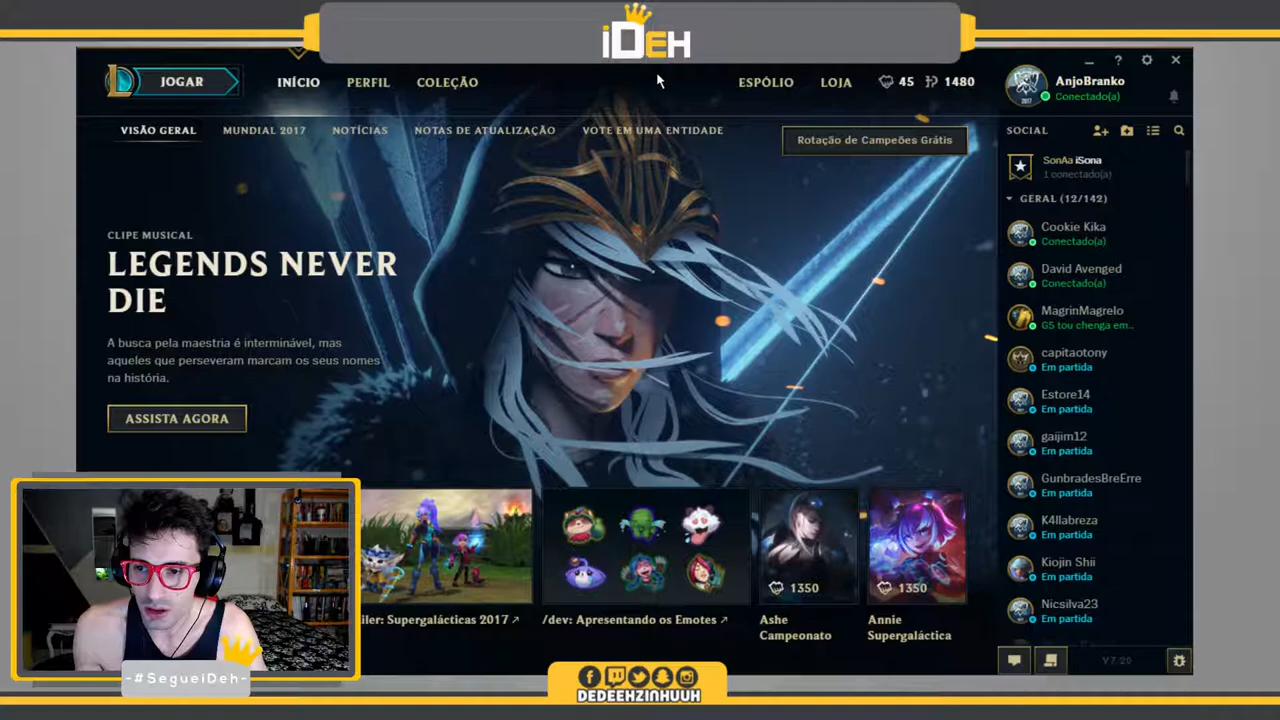 iDEH
JOGAR
INÍCIO
PERFIL
COLEÇÃO
ESPÓLIO
LOJA
45
1480
AnjoBranko
Conectado(a)
VISÃO GERAL
MUNDIAL 2017
NOTÍCIAS
NOTAS DE ATUALIZAÇÃO
VOTE EM UMA ENTIDADE
Rotação de Campeões Grátis
SOCIAL
SonAa iSona
1 conectado(a)
GERAL (12/142)
Cookie Kika
Conectado(a)
David Avenged
Conectado(a)
MagrinMagrelo
G5 tou chenga em...
capitaotony
Em partida
Estore14
Em partida
gaijim12
Em partida
GunbradesBreErre
Em partida
K4llabreza
Em partida
Kiojin Shii
Em partida
Nicsilva23
Em partida
CLIPE MUSICAL
LEGENDS NEVER
DIE
A busca pela maestria é interminável, mas
aqueles que perseveram marcam os seus nomes
na história.
ASSISTA AGORA
iler: Supergalácticas 2017
/dev: Apresentando os Emotes
1350
Ashe
Campeonato
1350
Annie
Supergaláctica
V7.20
-#SegueiDeh-
DEDEEHZINHUUH